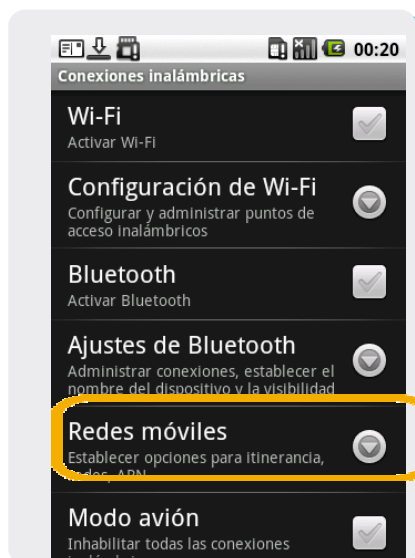 00:20
Conexiones inalámbricas
Wi-Fi
Activar Wi-Fi
Configuración de Wi-Fi
Configurar y administrar puntos de
acceso inalámbricos
Bluetooth
Activar Bluetooth
Ajustes de Bluetooth
Administrar conexiones, establecer el
nombre del dispositivo y la visibilidad
Redes móviles
Establecer opciones para itinerancia,
redes, APN
Modo avión
Inhabilitar todas las conexiones